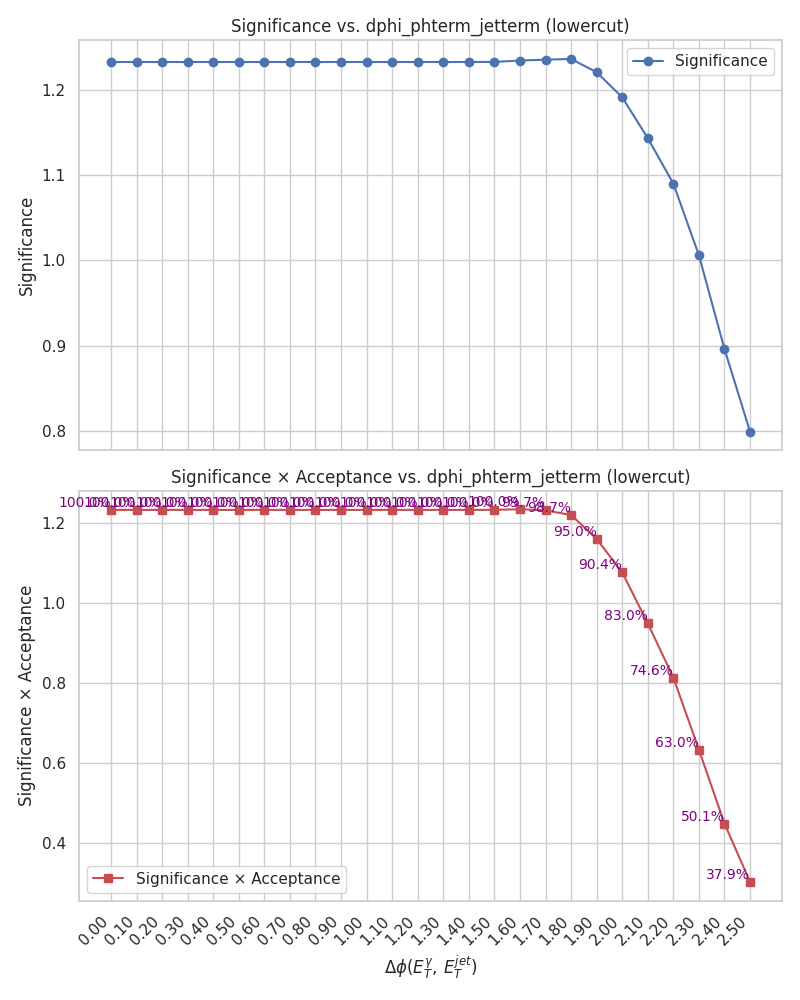 Significance vs. dphi_phterm_jetterm (lowercut)
Significance
Significance
1.2
1.1
1.0
0.9
0.8
Significance × Acceptance vs. dphi_phterm_jetterm (lowercut)
Significance × Acceptance
1.2
1.0
0.8
0.6
0.4
100.0%
99.7%
98.7%
95.0%
90.4%
83.0%
74.6%
63.0%
50.1%
37.9%
Significance × Acceptance
0.00 0.10 0.20 0.30 0.40 0.50 0.60 0.70 0.80 0.90 1.00 1.10 1.20 1.30 1.40 1.50 1.60 1.70 1.80 1.90 2.00 2.10 2.20 2.30 2.40 2.50
Δϕ(E_T^γ, E_T^{jet})